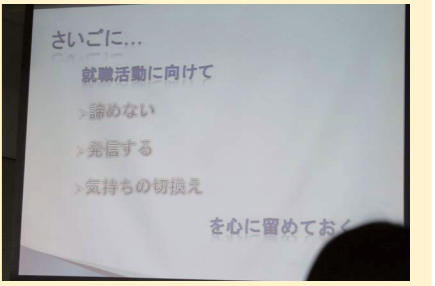 さいごに…
就職活動に向けて
>諦めない
>発信する
>気持ちの切換え
を心に留めておく